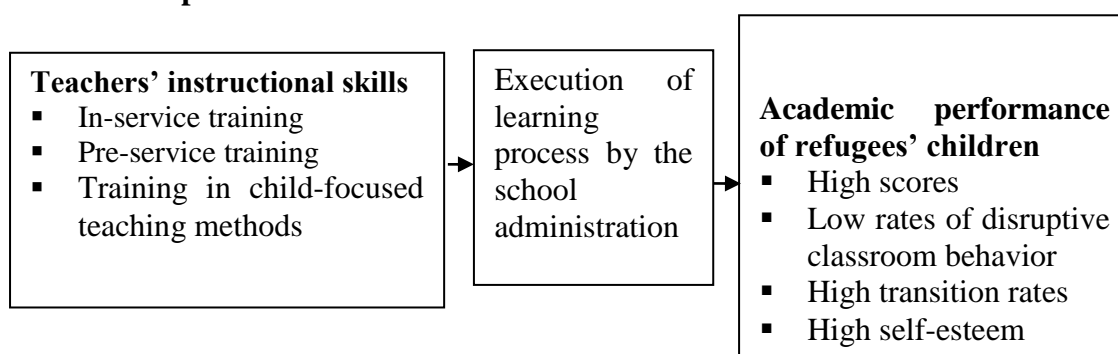 Teachers’ instructional skills
▪ In-service training
▪ Pre-service training
▪ Training in child-focused
teaching methods
Execution of
learning
process by the
school
administration
Academic performance
of refugees’ children
▪ High scores
▪ Low rates of disruptive
classroom behavior
▪ High transition rates
▪ High self-esteem